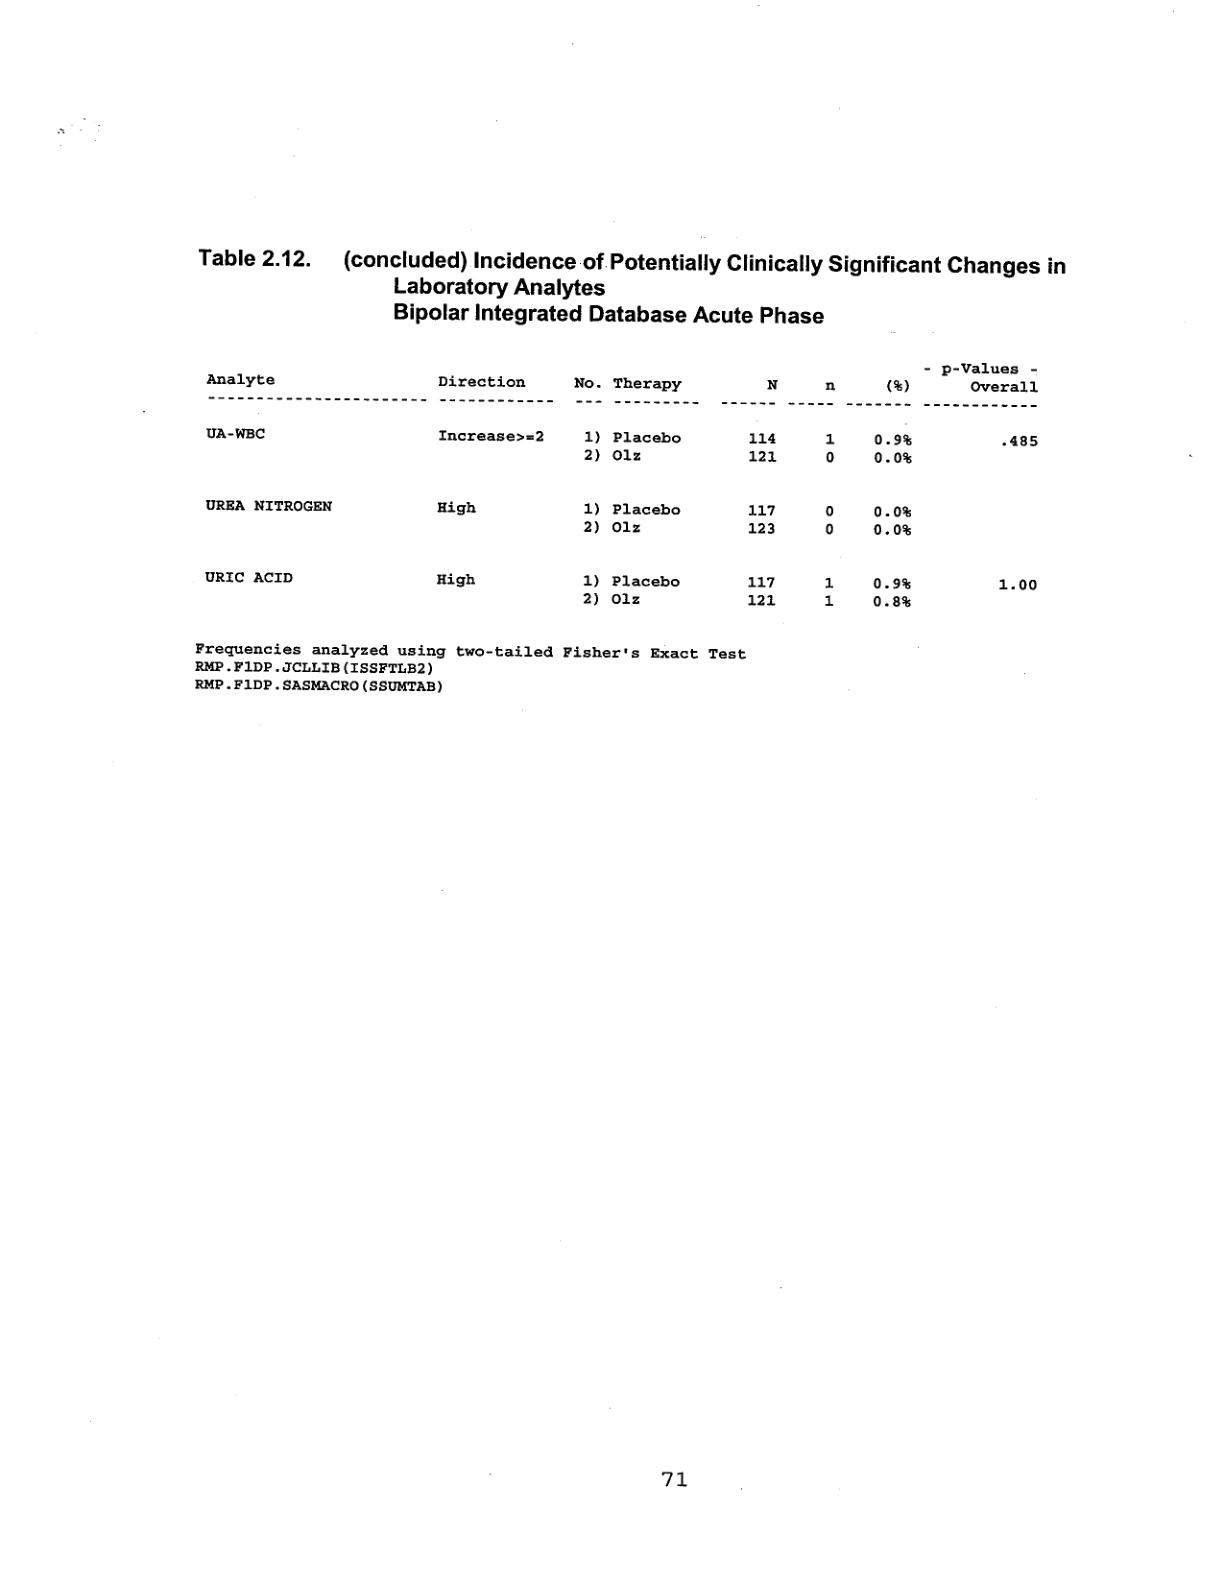 Table 2.12. (concluded) Incidence of Potentially Clinically Significant Changes in
Laboratory Analytes
Bipolar Integrated Database Acute Phase
- p-Values -
Analyte Direction No. Therapy N n (%) Overall
----------------------- ------------ --- --------- ------ ----- ------- ------------
UA-WBC Increase>=2 1) Placebo 114 1 0.9% .485
2) Olz 121 0 0.0%
UREA NITROGEN High 1) Placebo 117 0 0.0%
2) Olz 123 0 0.0%
URIC ACID High 1) Placebo 117 1 0.9% 1.00
2) Olz 121 1 0.8%
Frequencies analyzed using two-tailed Fisher's Exact Test
RMP.F1DP.JCLLIB(ISSFTLB2)
RMP.F1DP.SASMACRO(SSUMTAB)
71